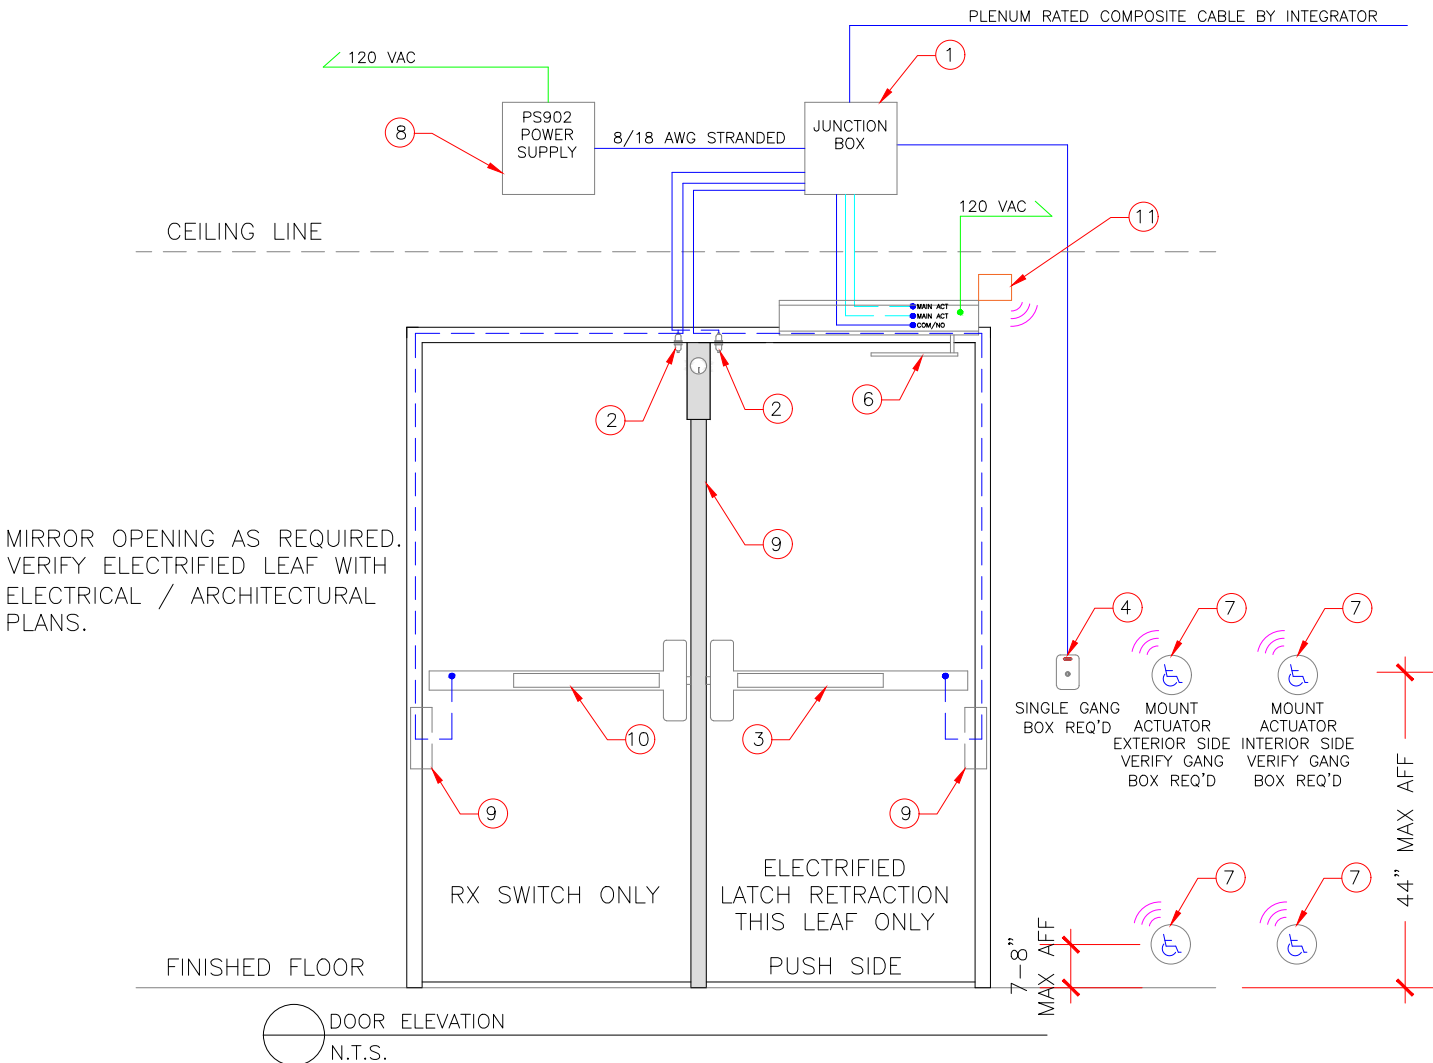 PLENUM RATED COMPOSITE CABLE BY INTEGRATOR
120 VAC
1
PS902
POWER
SUPPLY
8
8/18 AWG STRANDED
JUNCTION
BOX
120 VAC
11
CEILING LINE
MAIN ACT
MAIN ACT
COM/NO
2
2
6
9
MIRROR OPENING AS REQUIRED.
VERIFY ELECTRIFIED LEAF WITH
ELECTRICAL / ARCHITECTURAL
PLANS.
4
7
7
SINGLE GANG
BOX REQ'D
MOUNT
ACTUATOR
EXTERIOR SIDE
VERIFY GANG
BOX REQ'D
MOUNT
ACTUATOR
INTERIOR SIDE
VERIFY GANG
BOX REQ'D
10
3
9
9
44" MAX AFF
RX SWITCH ONLY
ELECTRIFIED
LATCH RETRACTION
THIS LEAF ONLY
7
7
7-8"
MAX AFF
FINISHED FLOOR
PUSH SIDE
DOOR ELEVATION
N.T.S.